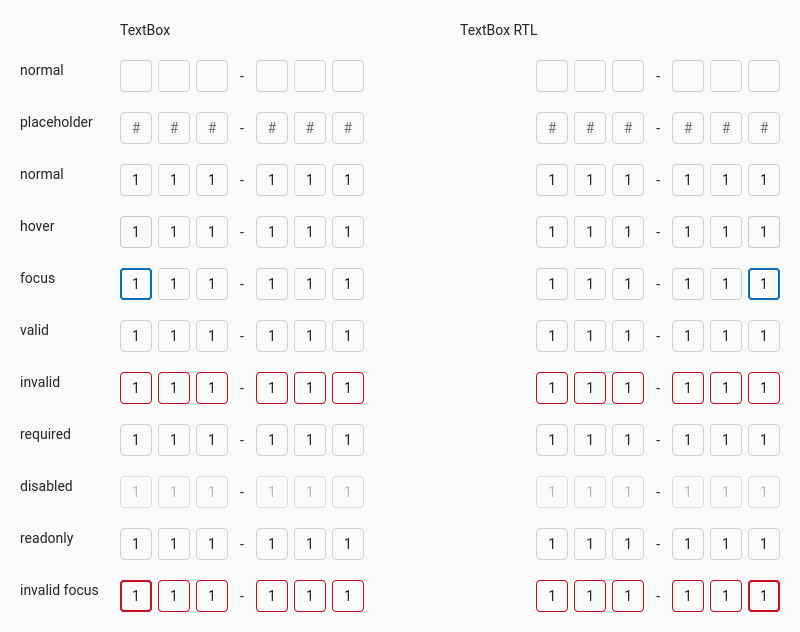 TextBox TextBox RTL
normal - -
placeholder # # # - # # # # # # - # # #
normal 1 1 1 - 1 1 1 1 1 1 - 1 1 1
hover 1 1 1 - 1 1 1 1 1 1 - 1 1 1
focus 1 1 1 - 1 1 1 1 1 1 - 1 1 1
valid 1 1 1 - 1 1 1 1 1 1 - 1 1 1
invalid 1 1 1 - 1 1 1 1 1 1 - 1 1 1
required 1 1 1 - 1 1 1 1 1 1 - 1 1 1
disabled 1 1 1 - 1 1 1 1 1 1 - 1 1 1
readonly 1 1 1 - 1 1 1 1 1 1 - 1 1 1
invalid focus 1 1 1 - 1 1 1 1 1 1 - 1 1 1